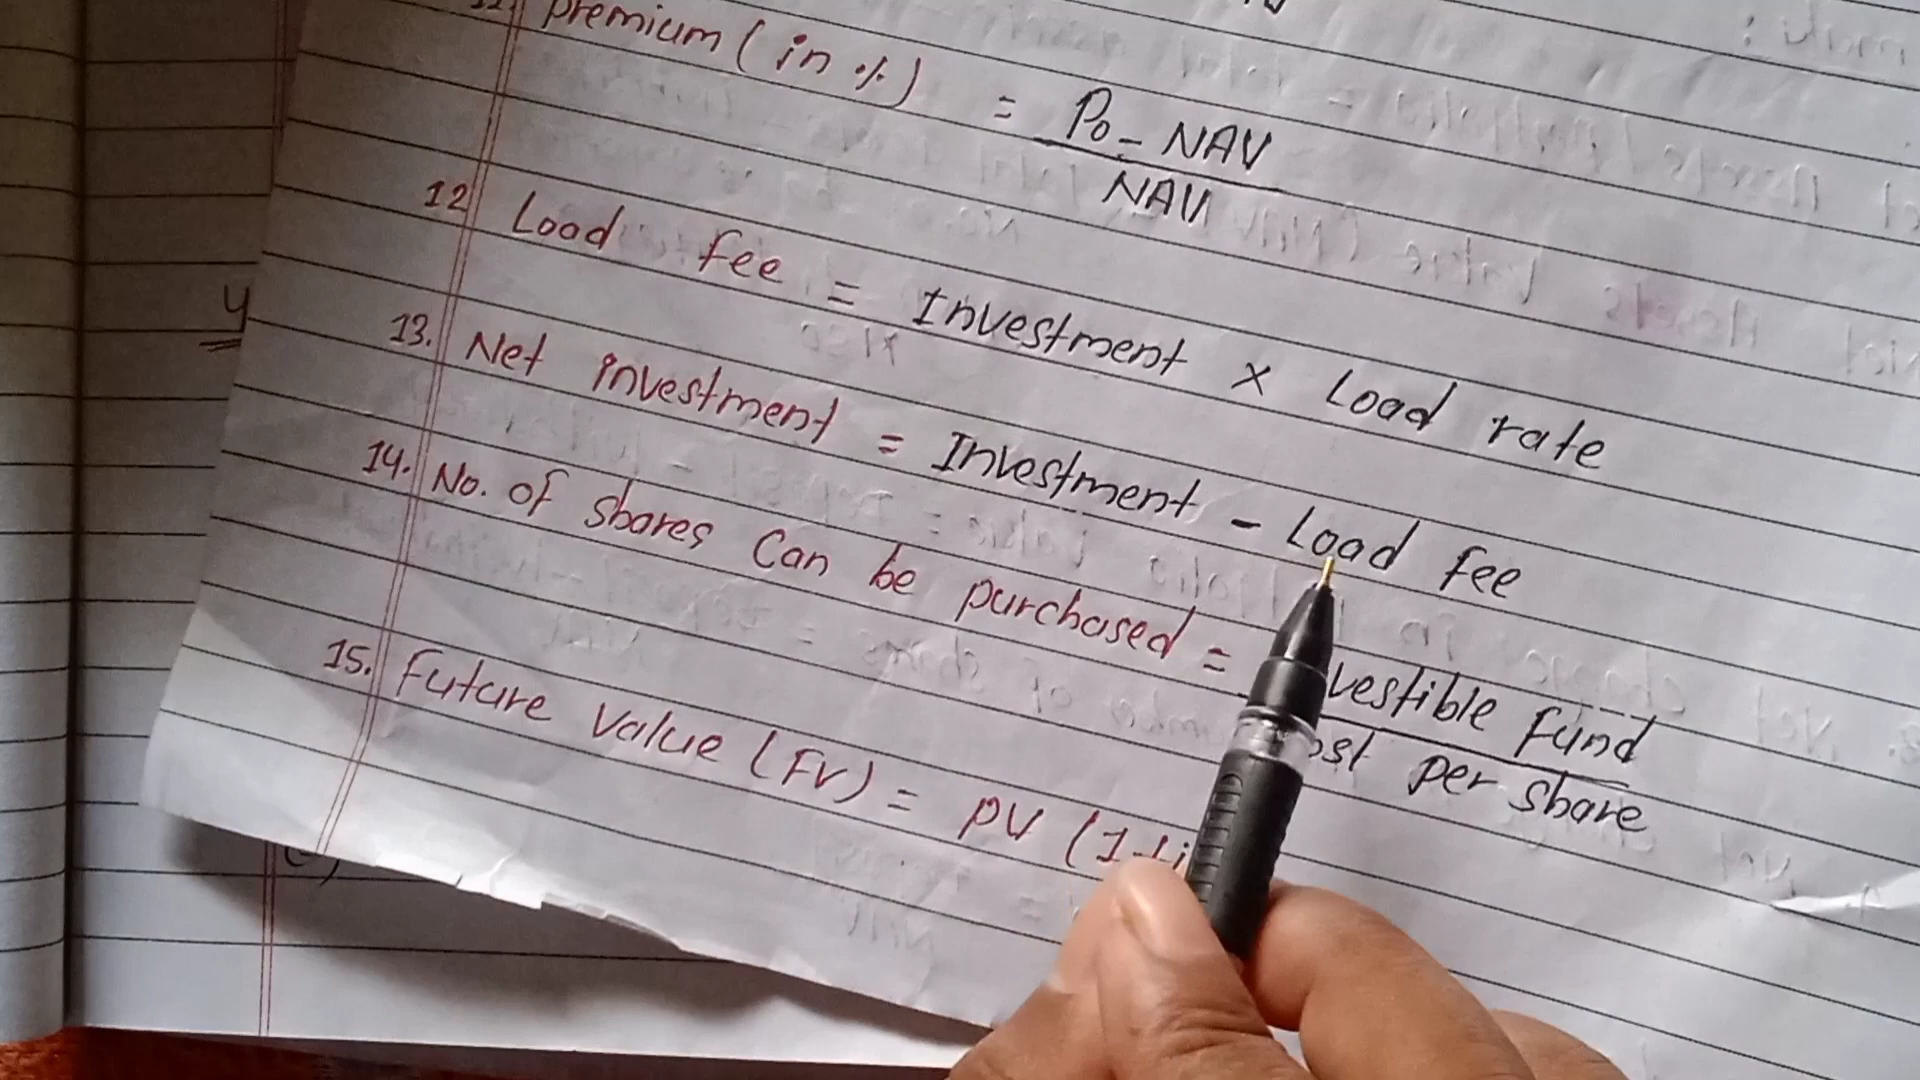 premium (in %) = Po - NAV
NAV
12 Load fee = Investment x Load rate
13. Net investment = Investment - Load fee
14. No. of shares can be purchased = vestible fund
ost per share
15. Future value (FV) = PV (1+i